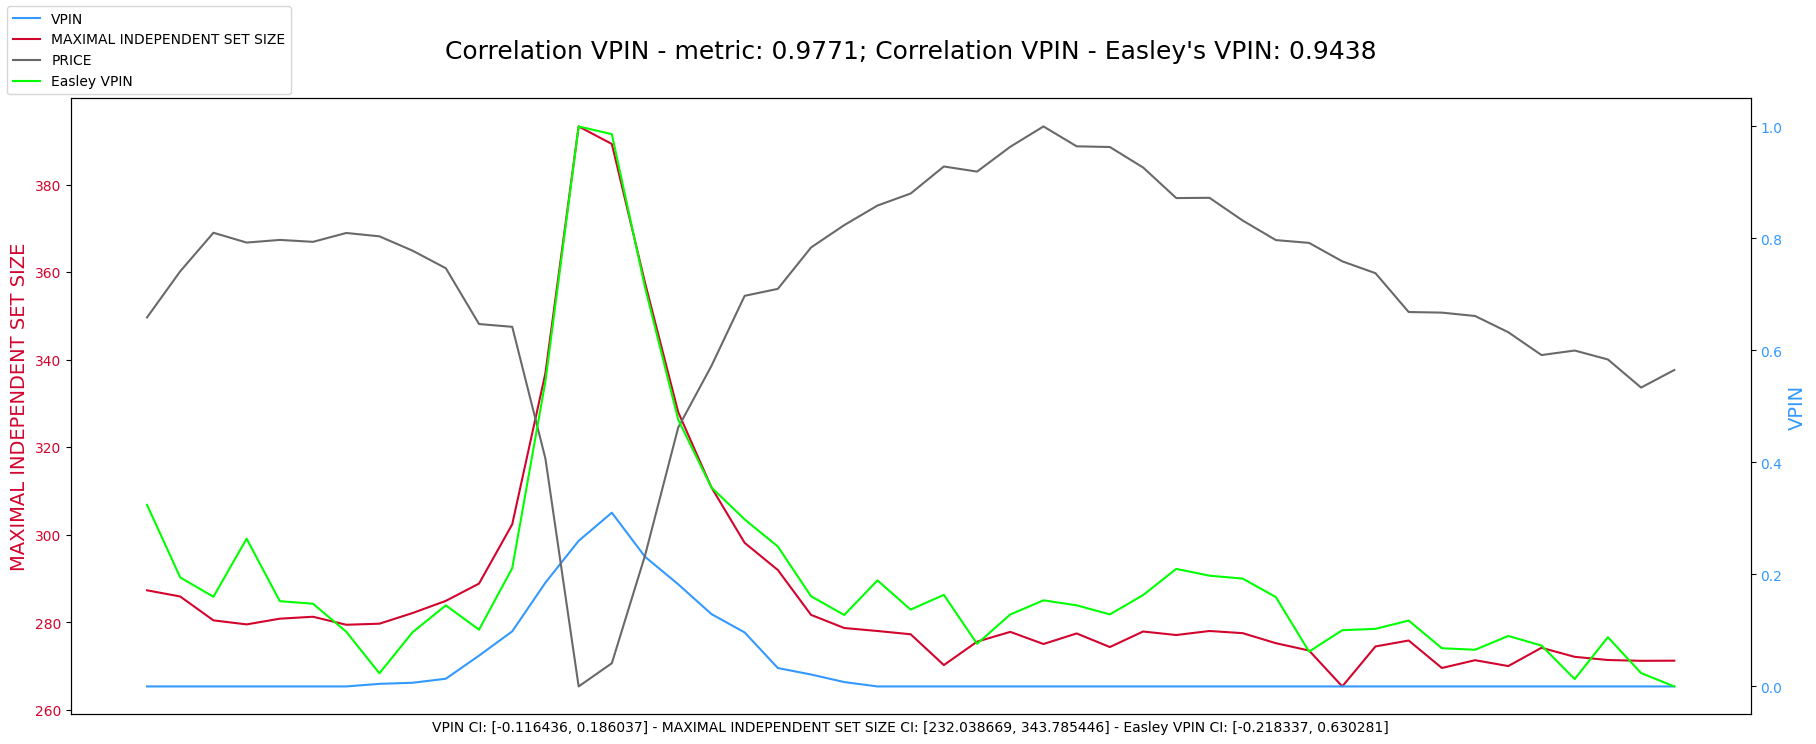 VPIN
MAXIMAL INDEPENDENT SET SIZE
PRICE
Easley VPIN
Correlation VPIN - metric: 0.9771; Correlation VPIN - Easley's VPIN: 0.9438
MAXIMAL INDEPENDENT SET SIZE
380
360
340
320
300
280
260
1.0
0.8
0.6
0.4
0.2
0.0
VPIN
VPIN CI: [-0.116436, 0.186037] - MAXIMAL INDEPENDENT SET SIZE CI: [232.038669, 343.785446] - Easley VPIN CI: [-0.218337, 0.630281]